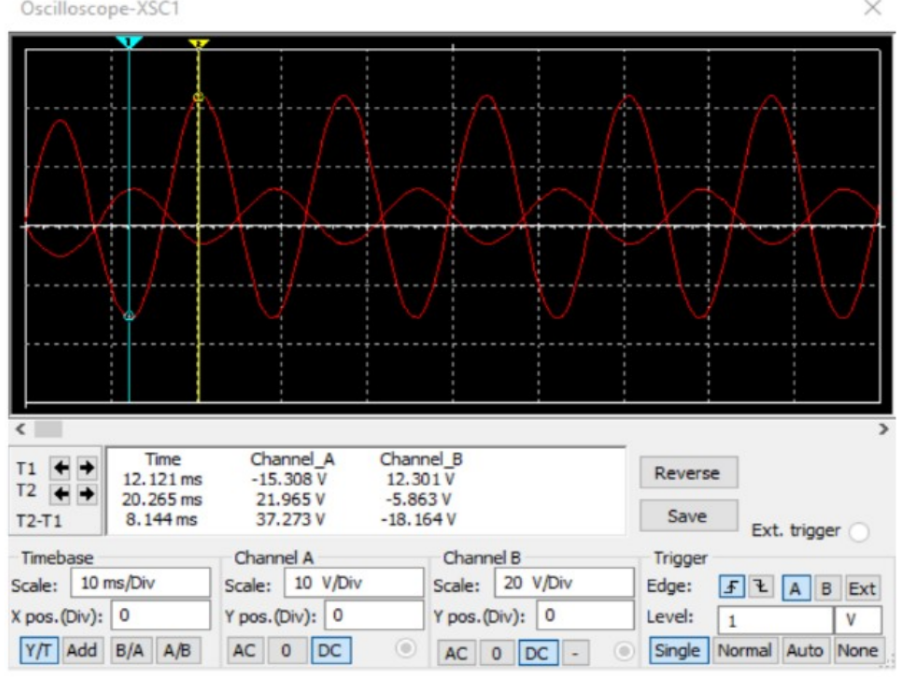 Oscilloscope-XSC1
1 2
T1
T2
T2-T1
Time Channel_A Channel_B
12.121 ms -15.308 V 12.301 V
20.265 ms 21.965 V -5.863 V
8.144 ms 37.273 V -18.164 V
Reverse
Save
Ext. trigger
Timebase
Scale: 10 ms/Div
X pos.(Div): 0
Y/T Add B/A A/B
Channel A
Scale: 10 V/Div
Y pos.(Div): 0
AC 0 DC
Channel B
Scale: 20 V/Div
Y pos.(Div): 0
AC 0 DC -
Trigger
Edge: A B Ext
Level: 1 V
Single Normal Auto None